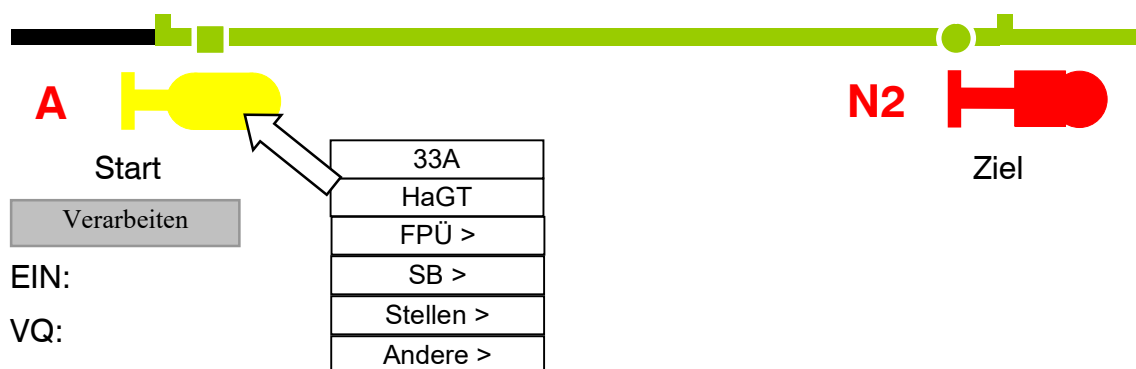 A
N2
Start
Ziel
33A
HaGT
FPÜ >
SB >
Stellen >
Andere >
Verarbeiten
EIN:
VQ: